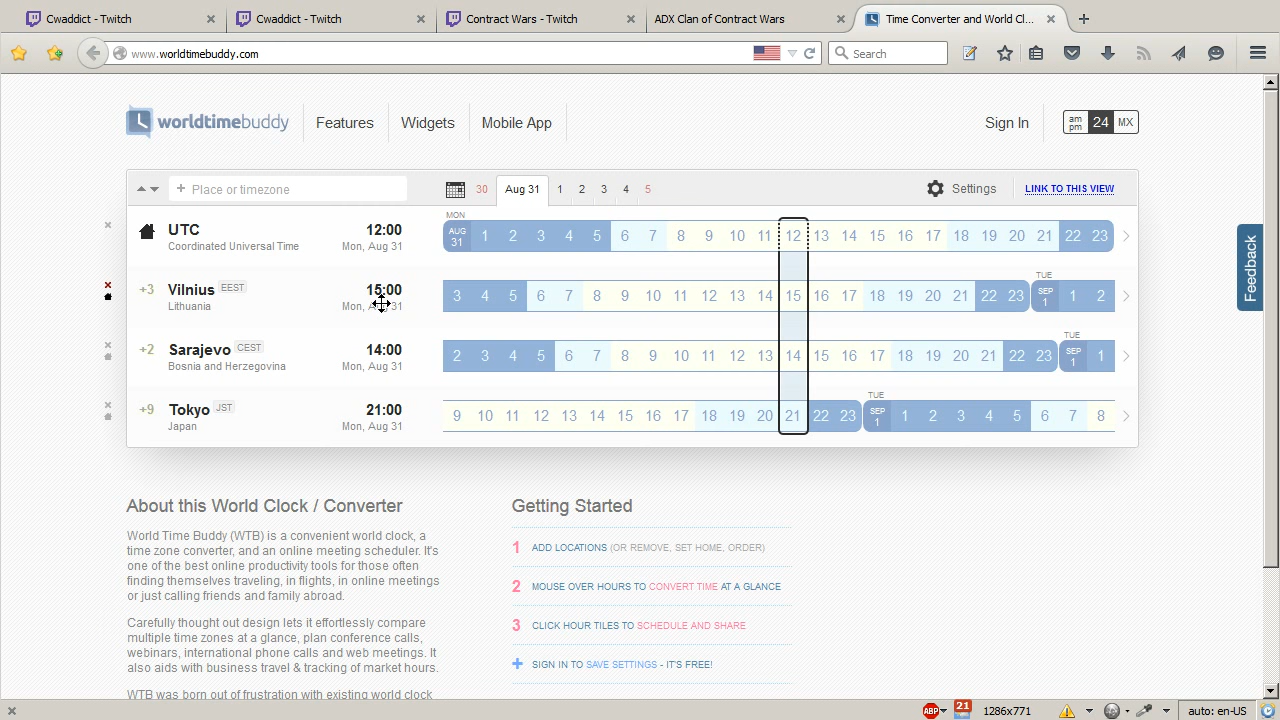 Cwaddict - Twitch
Cwaddict - Twitch
Contract Wars - Twitch
ADX Clan of Contract Wars
Time Converter and World Cl...
www.worldtimebuddy.com
Search
worldtimebuddy
Features
Widgets
Mobile App
Sign In
am pm 24 MX
+ Place or timezone
30 Aug 31 1 2 3 4 5
Settings
LINK TO THIS VIEW
MON
UTC 12:00
Coordinated Universal Time Mon, Aug 31
AUG 31 1 2 3 4 5 6 7 8 9 10 11 12 13 14 15 16 17 18 19 20 21 22 23
TUE
+3 Vilnius EEST 15:00
Lithuania Mon, Aug 31
3 4 5 6 7 8 9 10 11 12 13 14 15 16 17 18 19 20 21 22 23 SEP 1 1 2
TUE
+2 Sarajevo CEST 14:00
Bosnia and Herzegovina Mon, Aug 31
2 3 4 5 6 7 8 9 10 11 12 13 14 15 16 17 18 19 20 21 22 23 SEP 1 1
TUE
+9 Tokyo JST 21:00
Japan Mon, Aug 31
9 10 11 12 13 14 15 16 17 18 19 20 21 22 23 SEP 1 1 2 3 4 5 6 7 8
Feedback
About this World Clock / Converter
World Time Buddy (WTB) is a convenient world clock, a
time zone converter, and an online meeting scheduler. It's
one of the best online productivity tools for those often
finding themselves traveling, in flights, in online meetings
or just calling friends and family abroad.
Carefully thought out design lets it effortlessly compare
multiple time zones at a glance, plan conference calls,
webinars, international phone calls and web meetings. It
also aids with business travel & tracking of market hours.
WTB was born out of frustration with existing world clock
Getting Started
1 ADD LOCATIONS (OR REMOVE, SET HOME, ORDER)
2 MOUSE OVER HOURS TO CONVERT TIME AT A GLANCE
3 CLICK HOUR TILES TO SCHEDULE AND SHARE
+ SIGN IN TO SAVE SETTINGS - IT'S FREE!
ABP
21
1286x771
auto: en-US